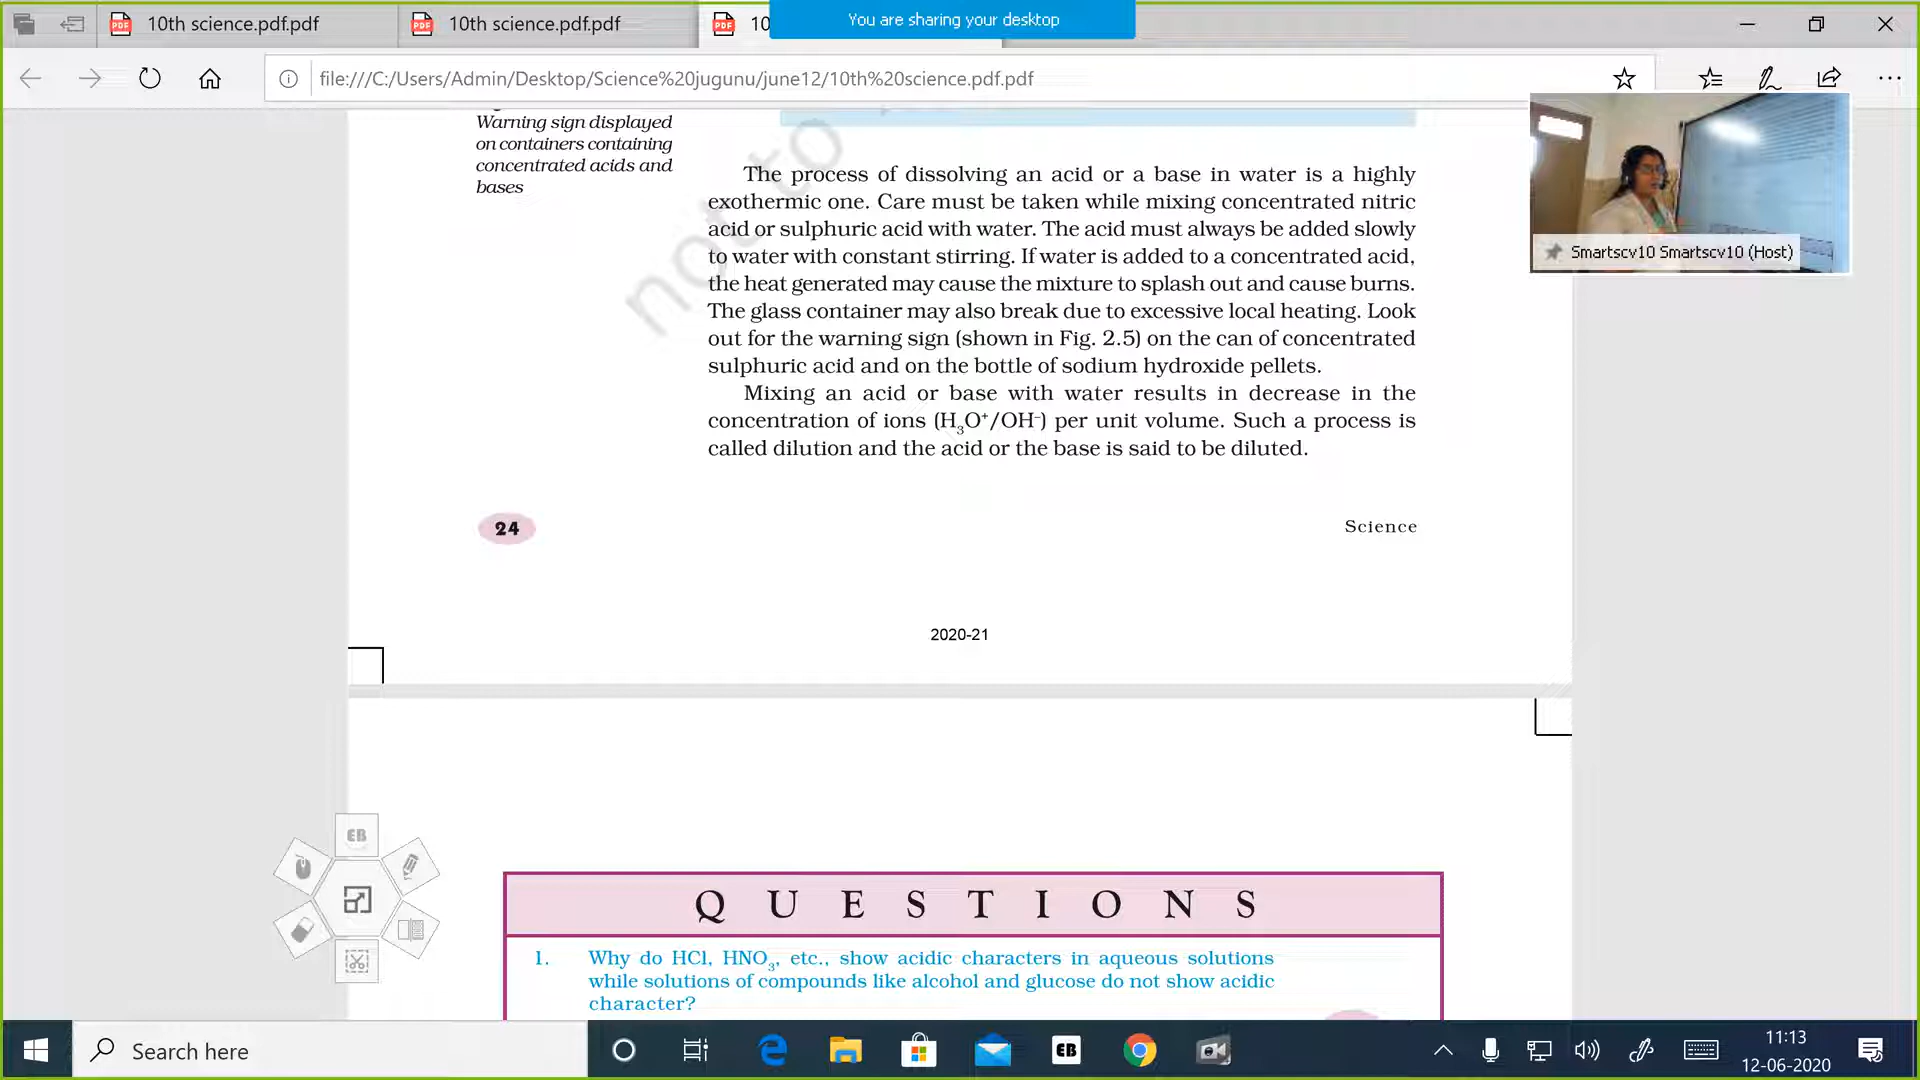 10th science.pdf.pdf
10th science.pdf.pdf
10
You are sharing your desktop
file:///C:/Users/Admin/Desktop/Science%20jugunu/june12/10th%20science.pdf.pdf
Smartscv10 Smartscv10 (Host)
Warning sign displayed
on containers containing
concentrated acids and
bases
not to
The process of dissolving an acid or a base in water is a highly
exothermic one. Care must be taken while mixing concentrated nitric
acid or sulphuric acid with water. The acid must always be added slowly
to water with constant stirring. If water is added to a concentrated acid,
the heat generated may cause the mixture to splash out and cause burns.
The glass container may also break due to excessive local heating. Look
out for the warning sign (shown in Fig. 2.5) on the can of concentrated
sulphuric acid and on the bottle of sodium hydroxide pellets.
Mixing an acid or base with water results in decrease in the
concentration of ions (H₃O⁺/OH⁻) per unit volume. Such a process is
called dilution and the acid or the base is said to be diluted.
24
Science
2020-21
EB
QUESTIONS
1. Why do HCl, HNO₃, etc., show acidic characters in aqueous solutions
while solutions of compounds like alcohol and glucose do not show acidic
character?
Search here
EB
11:13
12-06-2020